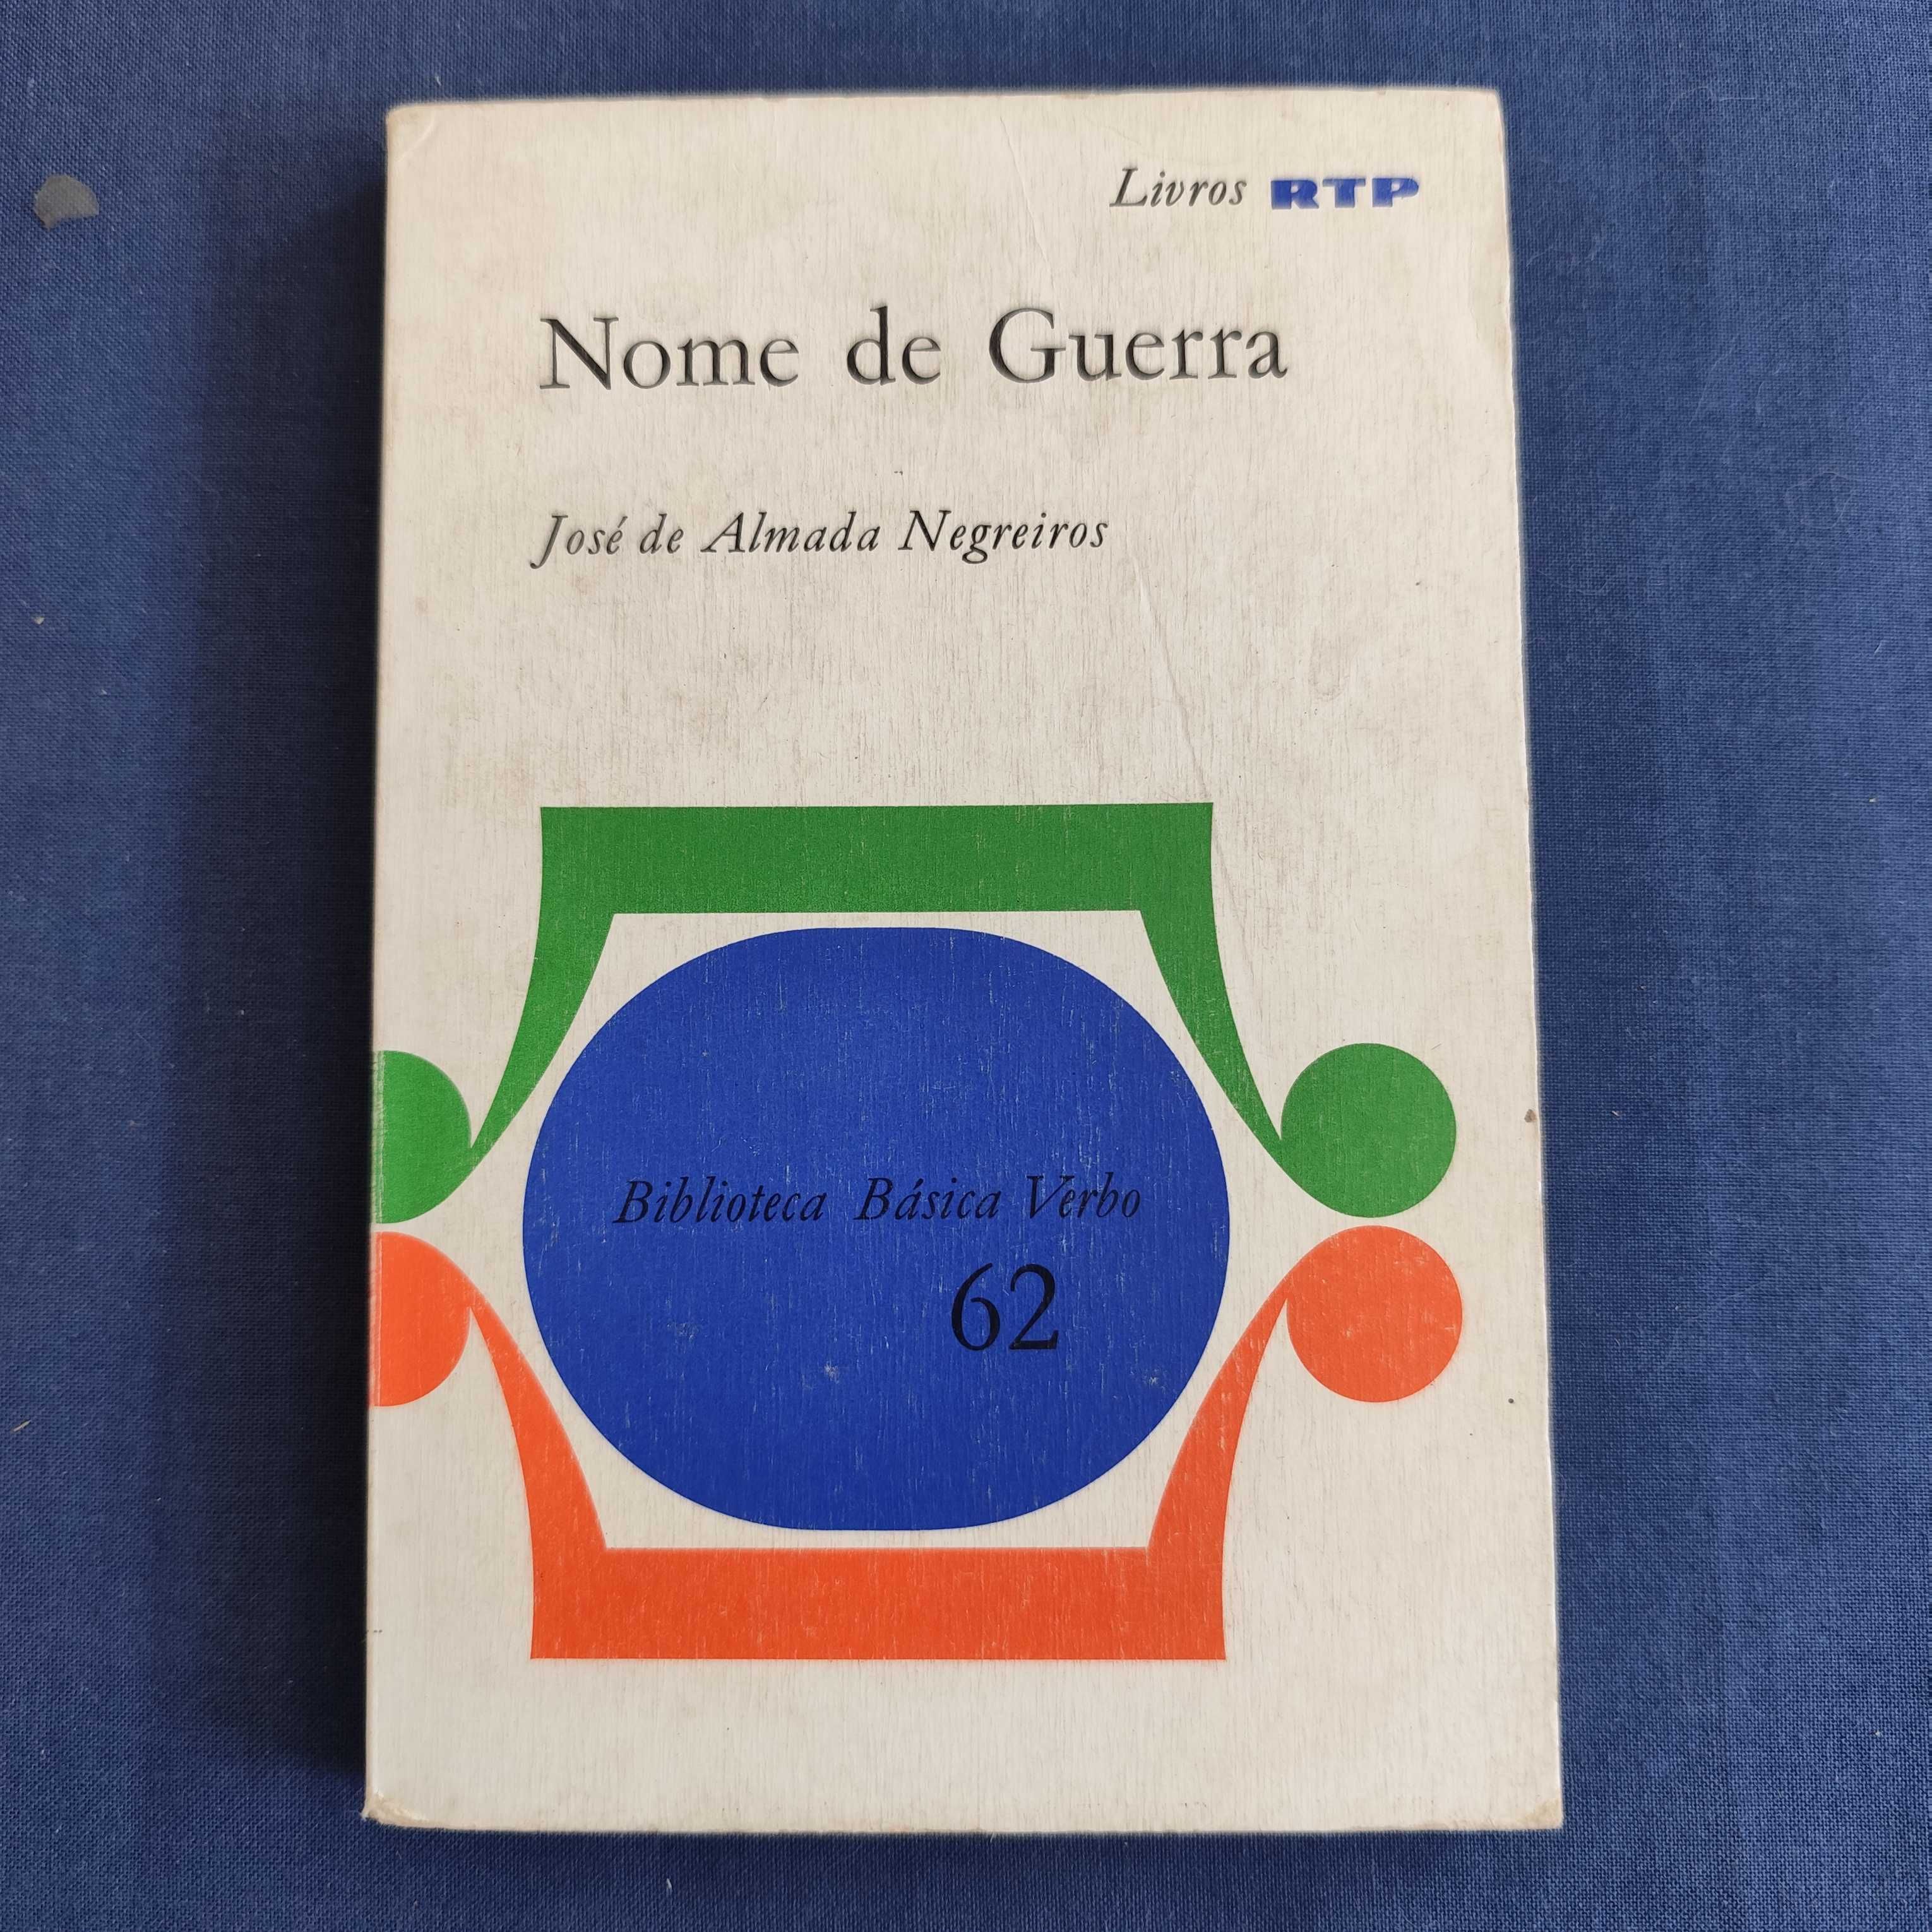 Livros RTP
Nome de Guerra
José de Almada Negreiros
Biblioteca Básica Verbo
62